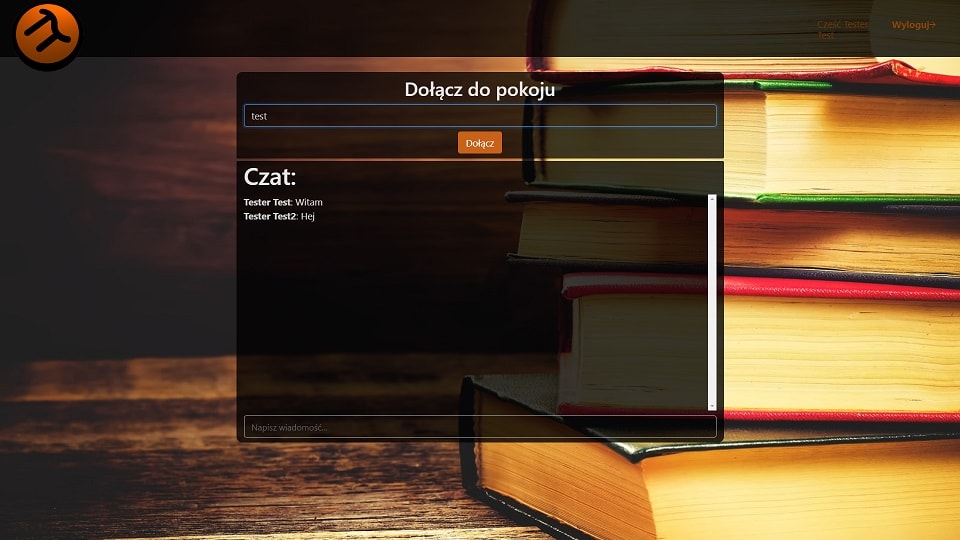 Cześć Tester
Test
Wyloguj
Dołącz do pokoju
test
Dołącz
Czat:
Tester Test: Witam
Tester Test2: Hej
Napisz wiadomość...